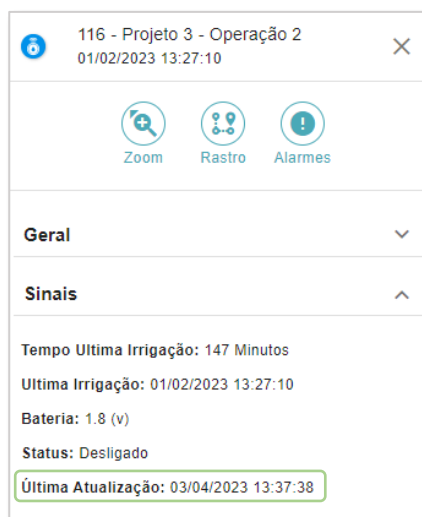 116 - Projeto 3 - Operação 2
01/02/2023 13:27:10
Zoom Rastro Alarmes
Geral
Sinais
Tempo Ultima Irrigação: 147 Minutos
Ultima Irrigação: 01/02/2023 13:27:10
Bateria: 1.8 (v)
Status: Desligado
Última Atualização: 03/04/2023 13:37:38